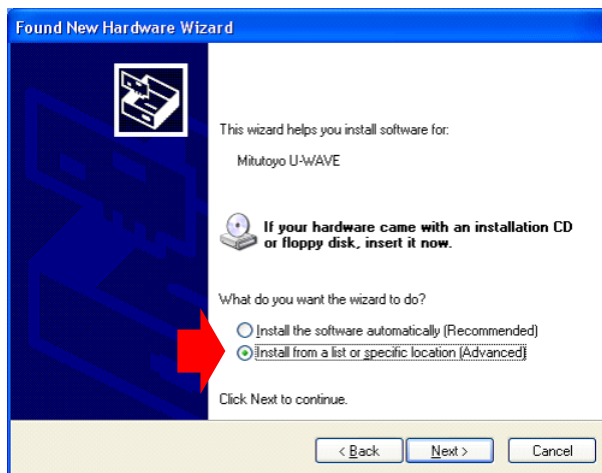 Found New Hardware Wizard
This wizard helps you install software for:
Mitutoyo U-WAVE
If your hardware came with an installation CD
or floppy disk, insert it now.
What do you want the wizard to do?
Install the software automatically (Recommended)
Install from a list or specific location (Advanced)
Click Next to continue.
< Back Next > Cancel